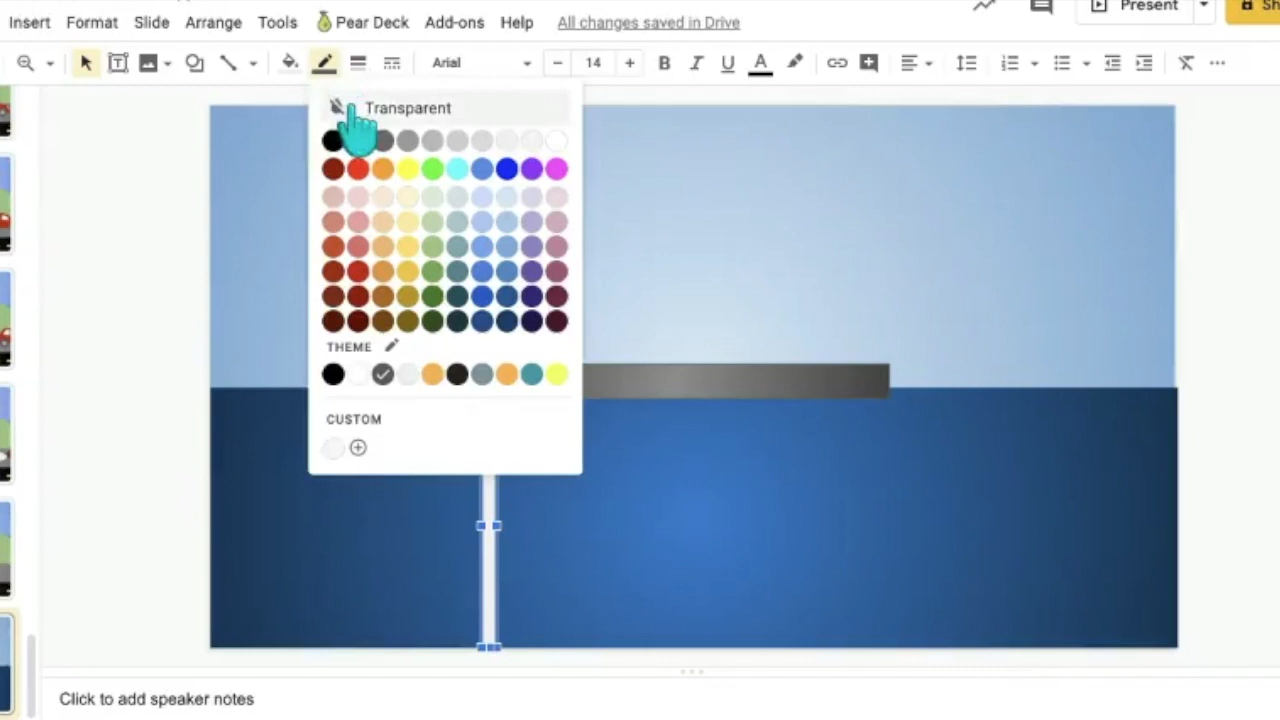 Insert Format Slide Arrange Tools Pear Deck Add-ons Help All changes saved in Drive Present
Arial 14 B I U A
Transparent
THEME
CUSTOM
Click to add speaker notes